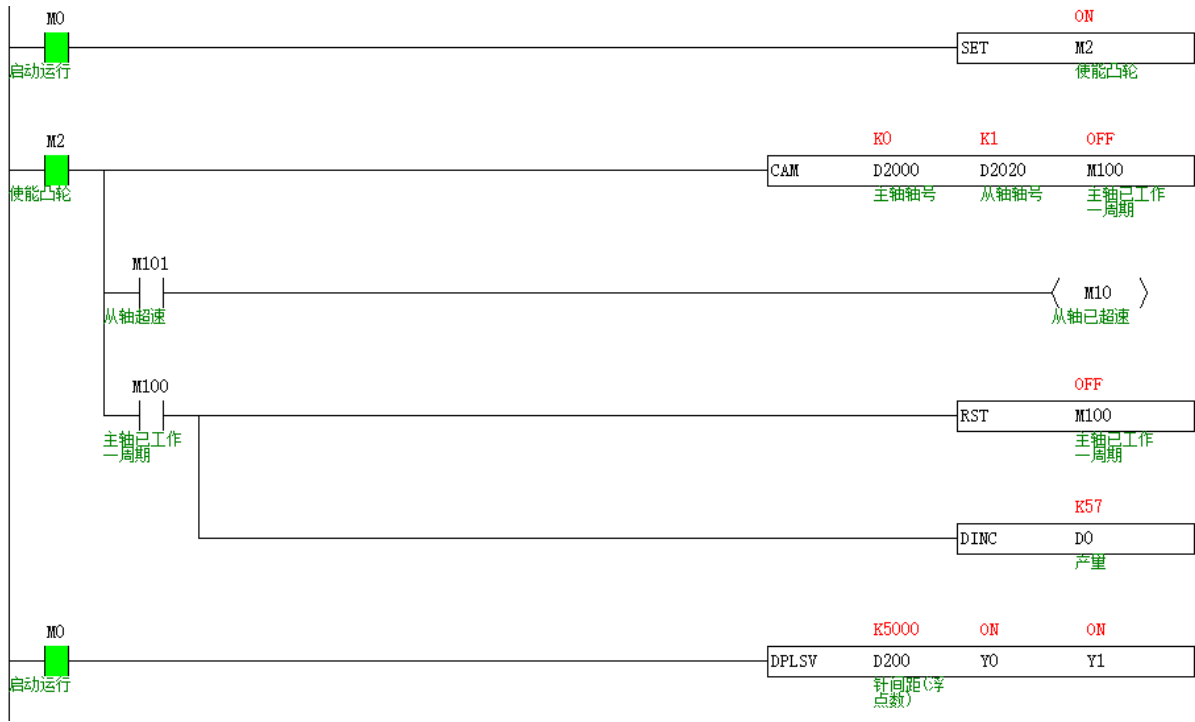 M0
ON
SET M2
启动运行
使能凸轮
M2
K0 K1 OFF
CAM D2000 D2020 M100
使能凸轮
主轴轴号 从轴轴号 主轴已工作
一周期
M101
M10
从轴超速
从轴已超速
M100
OFF
RST M100
主轴已工作
一周期
主轴已工作
一周期
K57
DINC D0
产量
M0
K5000 ON ON
DPLSV D200 Y0 Y1
启动运行
针间距(浮
点数)